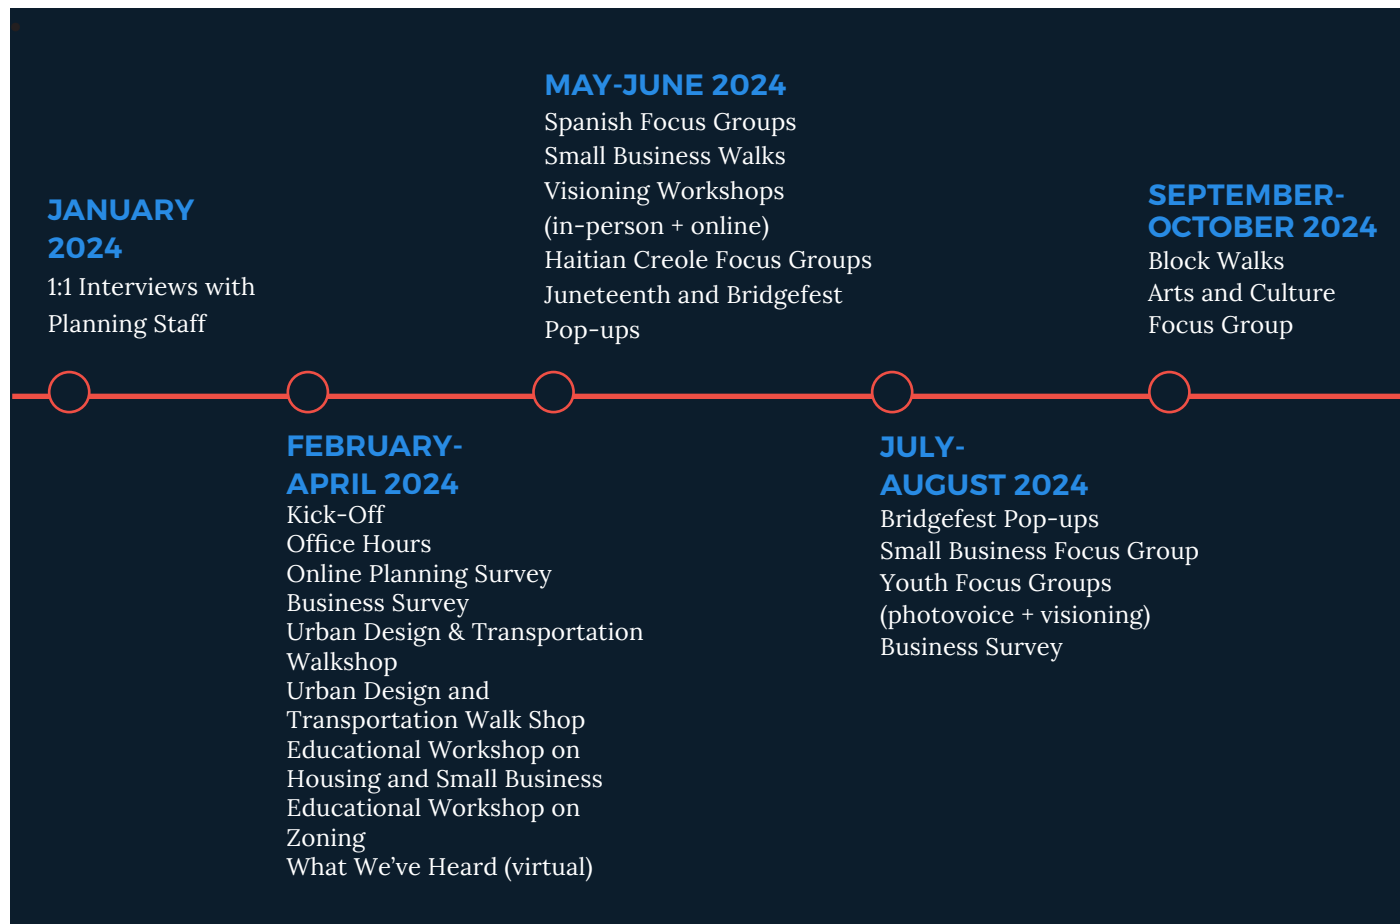 JANUARY
2024
1:1 Interviews with
Planning Staff
FEBRUARY-
APRIL 2024
Kick-Off
Office Hours
Online Planning Survey
Business Survey
Urban Design & Transportation
Walkshop
Urban Design and
Transportation Walk Shop
Educational Workshop on
Housing and Small Business
Educational Workshop on
Zoning
What We’ve Heard (virtual)
MAY-JUNE 2024
Spanish Focus Groups
Small Business Walks
Visioning Workshops
(in-person + online)
Haitian Creole Focus Groups
Juneteenth and Bridgefest
Pop-ups
JULY-
AUGUST 2024
Bridgefest Pop-ups
Small Business Focus Group
Youth Focus Groups
(photovoice + visioning)
Business Survey
SEPTEMBER-
OCTOBER 2024
Block Walks
Arts and Culture
Focus Group